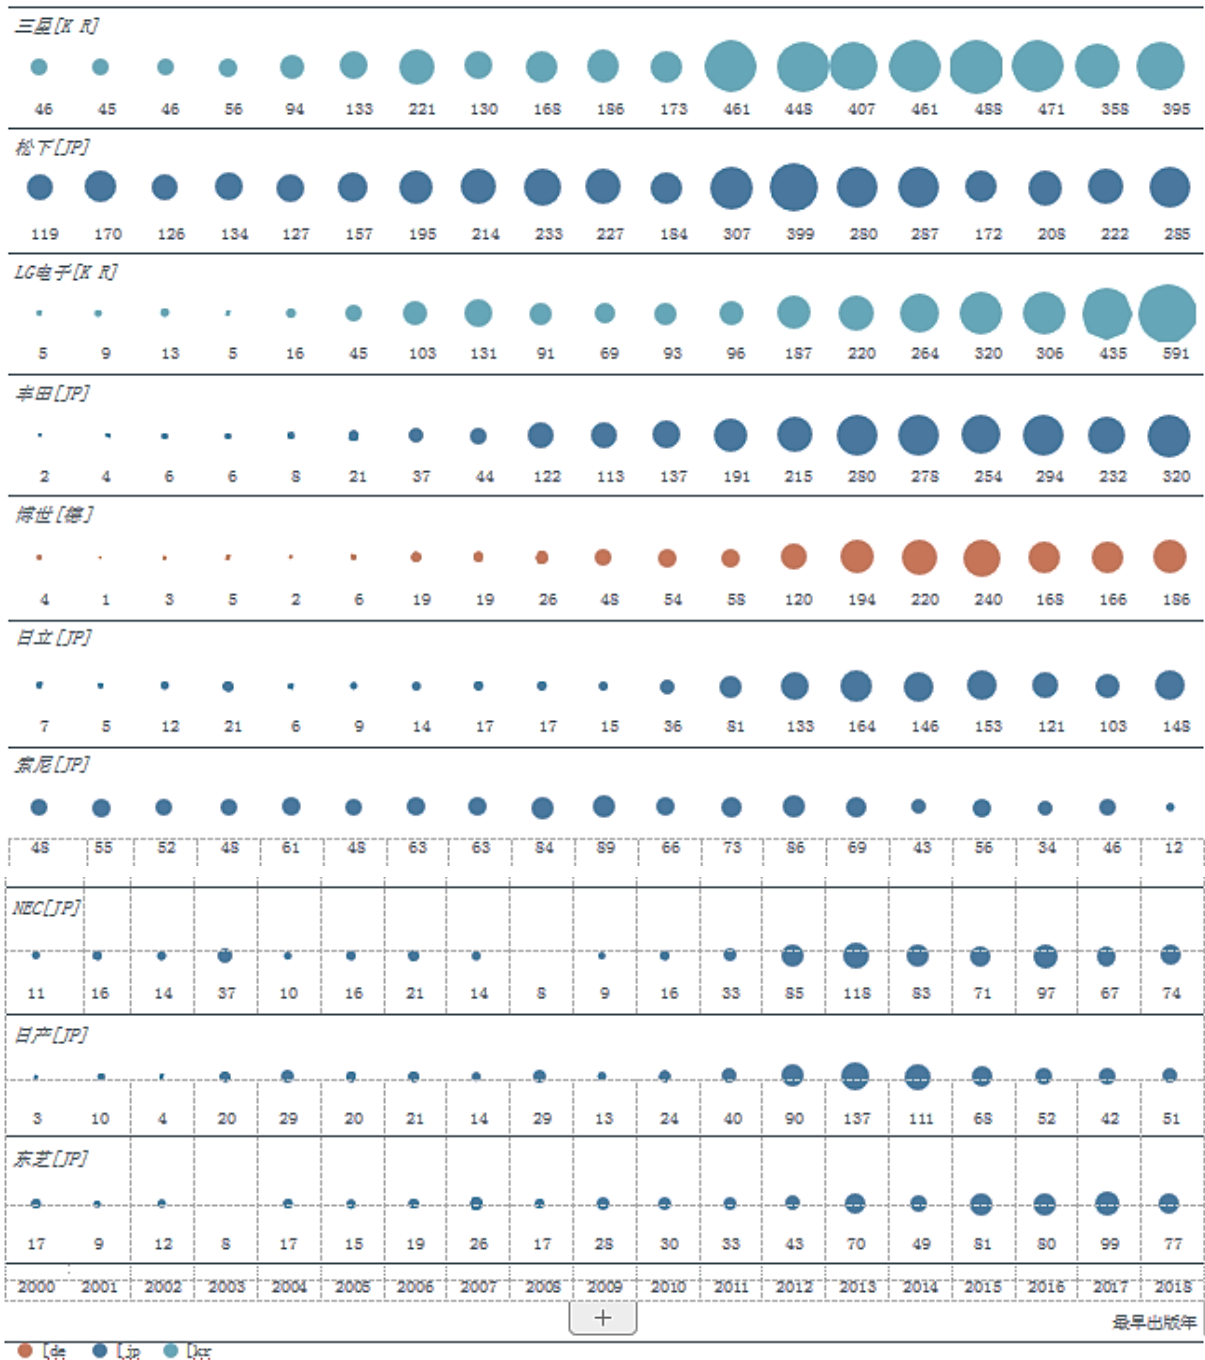 三星[K R]
46 45 46 56 94 133 221 130 168 186 173 461 448 407 461 488 471 358 395
松下[JP]
119 170 126 134 127 157 195 214 233 227 184 307 399 280 287 172 208 222 285
LG电子[K R]
5 9 13 5 16 45 103 131 91 69 93 96 187 220 264 320 306 435 591
丰田[JP]
2 4 6 6 8 21 37 44 122 113 137 191 215 280 278 254 294 232 320
博世[德]
4 1 3 5 2 6 19 19 26 48 54 58 120 194 220 240 168 166 186
日立[JP]
7 5 12 21 6 9 14 17 17 15 36 81 133 164 146 153 121 103 148
索尼[JP]
48 55 52 48 61 48 63 63 84 89 66 73 86 69 43 56 34 46 12
NEC[JP]
11 16 14 37 10 16 21 14 8 9 16 33 85 118 83 71 97 67 74
日产[JP]
3 10 4 20 29 20 21 14 29 13 24 40 90 137 111 68 52 42 51
东芝[JP]
17 9 12 8 17 15 19 26 17 28 30 33 43 70 49 81 80 99 77
2000 2001 2002 2003 2004 2005 2006 2007 2008 2009 2010 2011 2012 2013 2014 2015 2016 2017 2018
+
最早出版年
[de [jp [kr